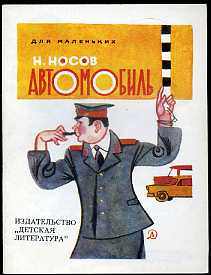 ДЛЯ МАЛЕНЬКИХ
Н. НОСОВ
АВТОМОБИЛЬ
ИЗДАТЕЛЬСТВО
„ДЕТСКАЯ
ЛИТЕРАТУРА"